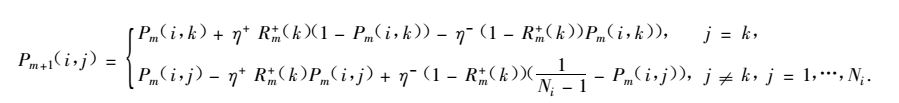 P_{m+1}(i,j) = { P_m(i,k) + η^+ R_m^+(k)(1 - P_m(i,k)) - η^- (1 - R_m^+(k))P_m(i,k)), j = k,
P_m(i,j) - η^+ R_m^+(k)P_m(i,j) + η^- (1 - R_m^+(k))(\frac{1}{N_i - 1} - P_m(i,j)), j ≠ k, j = 1,⋯,N_i.